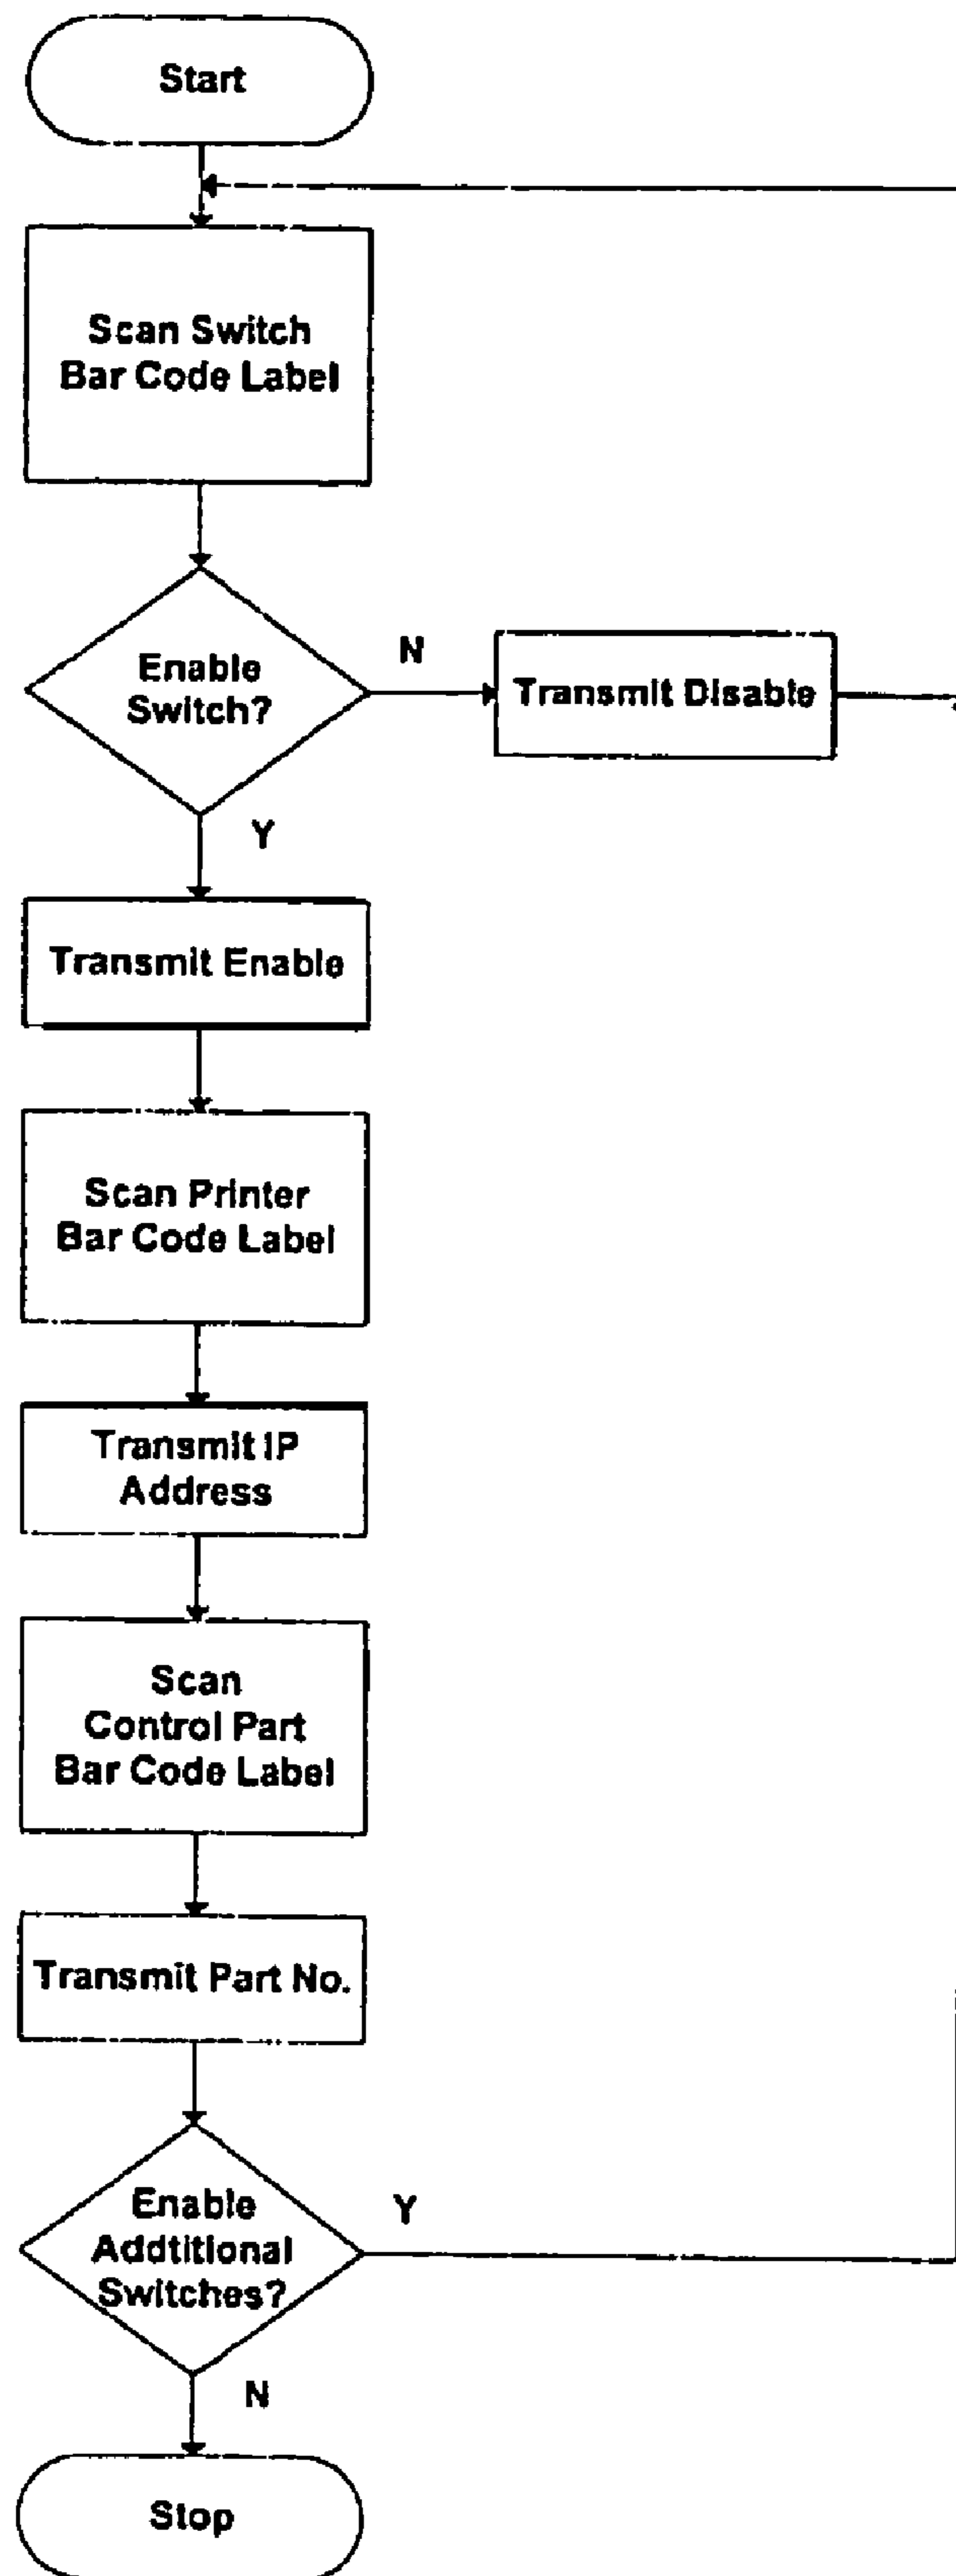 Start
Scan Switch
Bar Code Label
Enable
Switch?
N
Transmit Disable
Y
Transmit Enable
Scan Printer
Bar Code Label
Transmit IP
Address
Scan
Control Part
Bar Code Label
Transmit Part No.
Enable
Addtitional
Switches?
Y
N
Stop